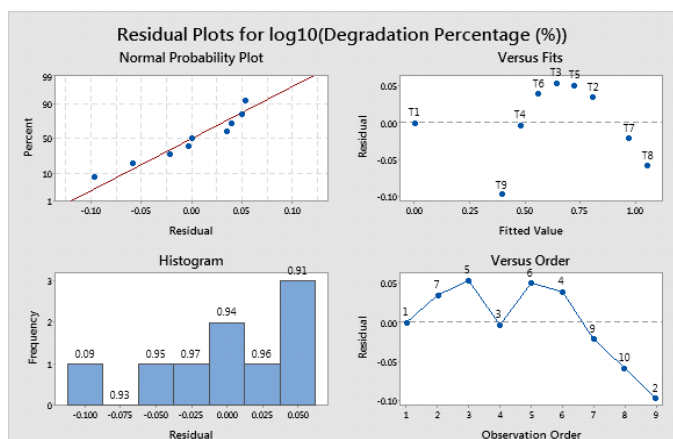 Residual Plots for log10(Degradation Percentage (%))
Normal Probability Plot
99
90
50
10
1
Percent
-0.10
-0.05
0.00
0.05
0.10
Residual
Versus Fits
0.05
0.00
-0.05
-0.10
Residual
T1
T9
T4
T6
T3
T5
T2
T7
T8
0.00
0.25
0.50
0.75
1.00
Fitted Value
Histogram
3
2
1
0
Frequency
0.09
0.93
0.95
0.97
0.94
0.96
0.91
-0.100
-0.075
-0.050
-0.025
0.000
0.025
0.050
Residual
Versus Order
0.05
0.00
-0.05
-0.10
Residual
1
7
5
3
6
4
9
10
2
1
2
3
4
5
6
7
8
9
Observation Order